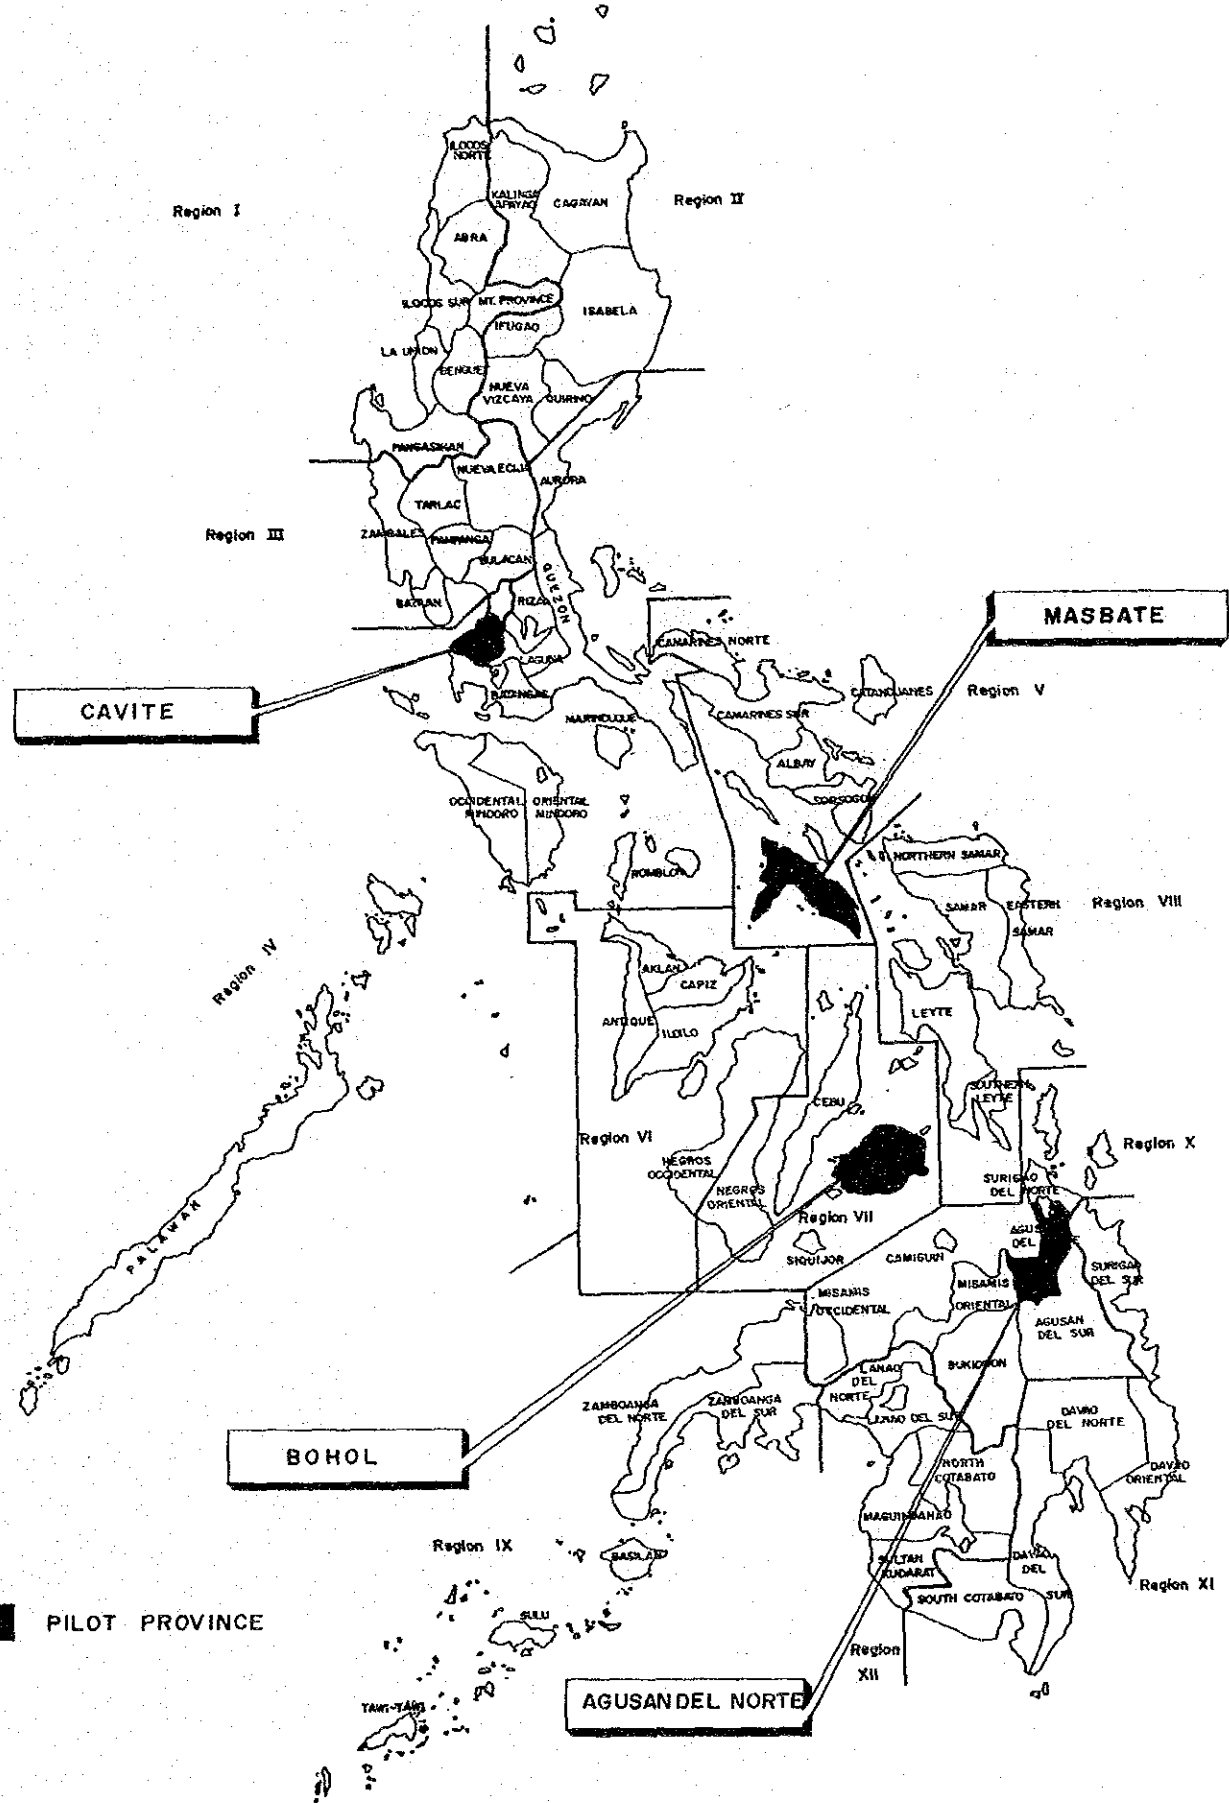 ILOCOS
NORTE
KALINGA
APAYAO
CAGAYAN
Region I
Region II
ABRA
ILOCOS SUR
MT. PROVINCE
ISABELA
IFUGAO
LA UNION
BENGUET
NUEVA
VIZCAYA
QUIRINO
PANGASINAN
NUEVA ECIJA
AURORA
TARLAC
Region III
ZAMBALES
PAMPANGA
BULACAN
QUEZON
BATAAN
RIZAL
MASBATE
CAMARINES NORTE
LAGUNA
CATANDUANES
Region V
BATANGAS
CAVITE
MARINDUQUE
CAMARINES SUR
ALBAY
OCCIDENTAL
MINDORO
ORIENTAL
MINDORO
SORSOGON
NORTHERN SAMAR
ROMBLON
SAMAR
EASTERN
SAMAR
Region VIII
Region IV
AKLAN
CAPIZ
ANTIQUE
ILOILO
LEYTE
SOUTHERN
LEYTE
CEBU
Region VI
Region X
NEGROS
OCCIDENTAL
NEGROS
ORIENTAL
SURIGAO
DEL NORTE
PALAWAN
Region VII
AGUS
DEL
SIQUIJOR
CAMIGUIN
SURIGAO
DEL SUR
MISAMIS
OCCIDENTAL
MISAMIS
ORIENTAL
AGUSAN
DEL SUR
BUKIDNON
LANAO
DEL
NORTE
ZAMBOANGA
DEL NORTE
ZAMBOANGA
DEL SUR
LANAO DEL SUR
DAVAO
DEL NORTE
BOHOL
NORTH
COTABATO
DAVAO
ORIENTAL
MAGUINDANAO
Region IX
BASILAN
SULTAN
KUDARAT
DAVAO
DEL
SUR
SOUTH COTABATO
Region XI
PILOT PROVINCE
SULU
Region
XII
AGUSAN DEL NORTE
TAWI-TAWI